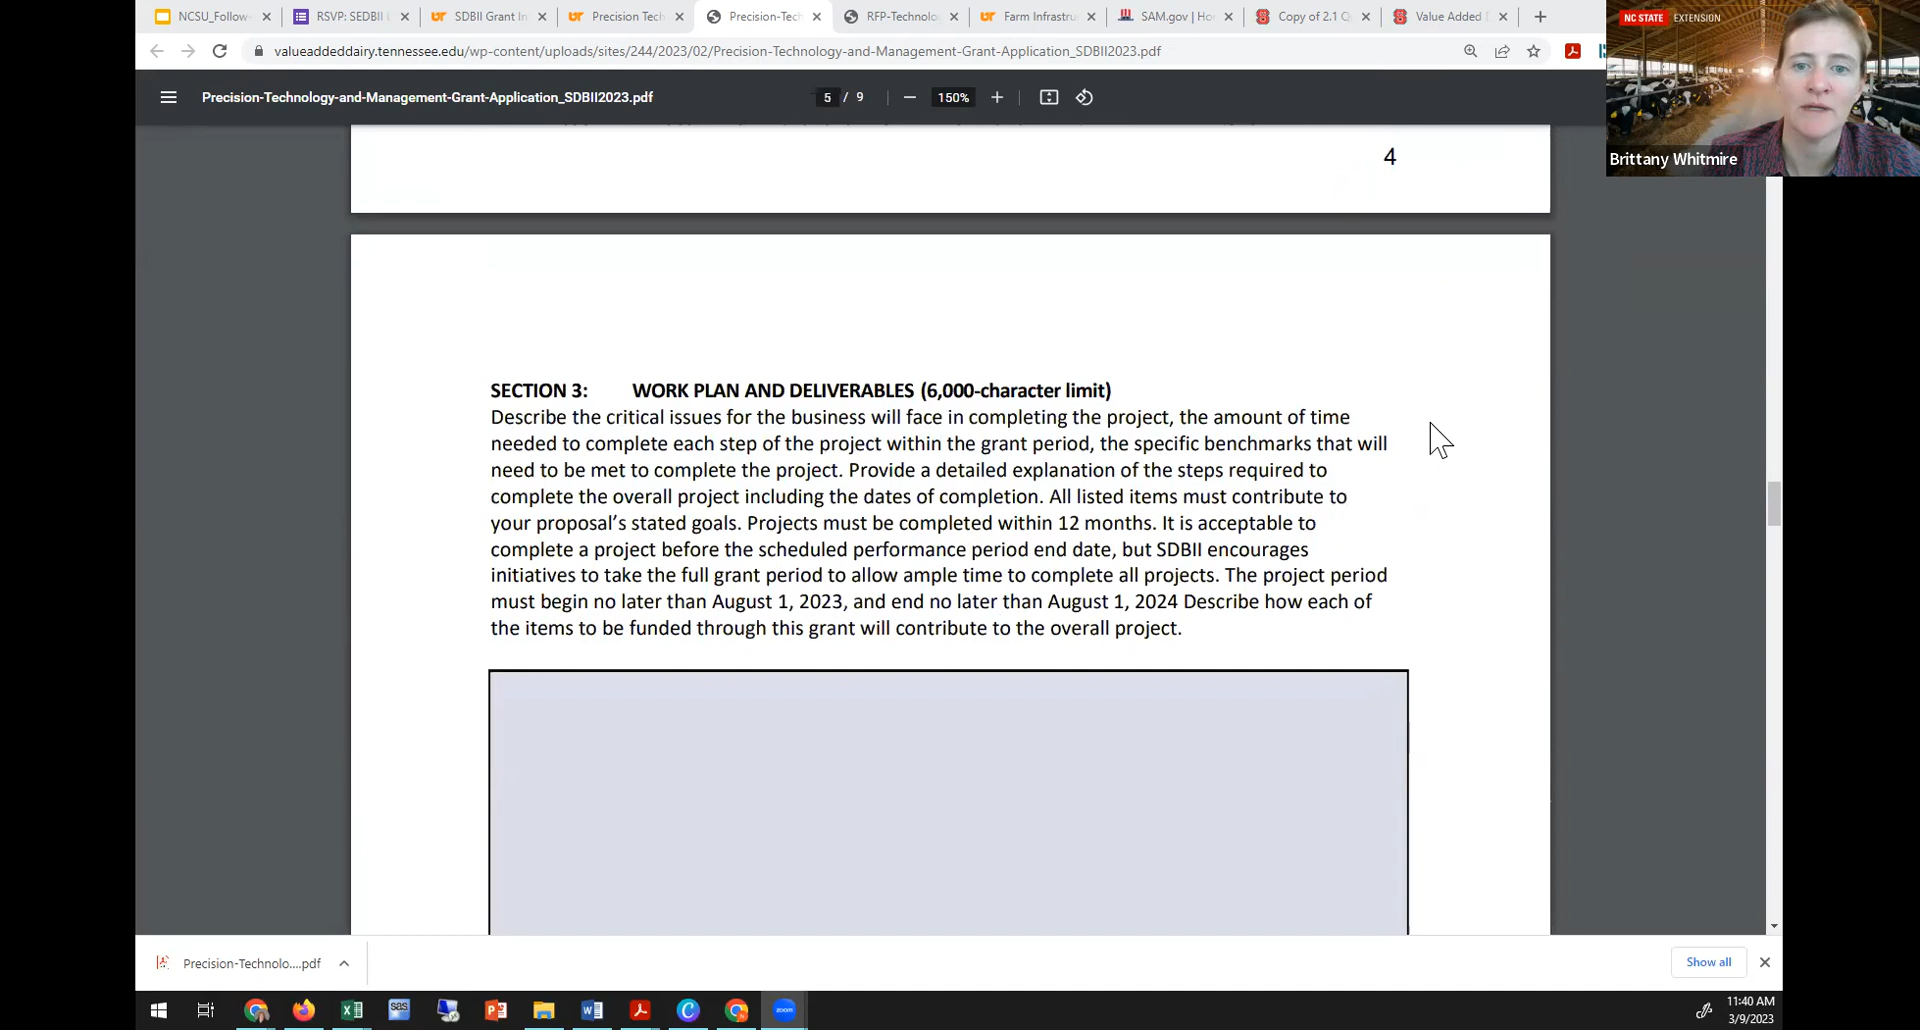 NCSU_Follow-
RSVP: SEDBII
SDBII Grant In
Precision Tech
Precision-Tech
RFP-Technolo
Farm Infrastru
SAM.gov | Ho
Copy of 2.1 Q
Value Added D
valueaddeddairy.tennessee.edu/wp-content/uploads/sites/244/2023/02/Precision-Technology-and-Management-Grant-Application_SDBII2023.pdf
NC STATE EXTENSION
Brittany Whitmire
Precision-Technology-and-Management-Grant-Application_SDBII2023.pdf
5 / 9
150%
4
SECTION 3: WORK PLAN AND DELIVERABLES (6,000-character limit)
Describe the critical issues for the business will face in completing the project, the amount of time
needed to complete each step of the project within the grant period, the specific benchmarks that will
need to be met to complete the project. Provide a detailed explanation of the steps required to
complete the overall project including the dates of completion. All listed items must contribute to
your proposal’s stated goals. Projects must be completed within 12 months. It is acceptable to
complete a project before the scheduled performance period end date, but SDBII encourages
initiatives to take the full grant period to allow ample time to complete all projects. The project period
must begin no later than August 1, 2023, and end no later than August 1, 2024 Describe how each of
the items to be funded through this grant will contribute to the overall project.
Precision-Technolo....pdf
Show all
sas
zoom
11:40 AM
3/9/2023